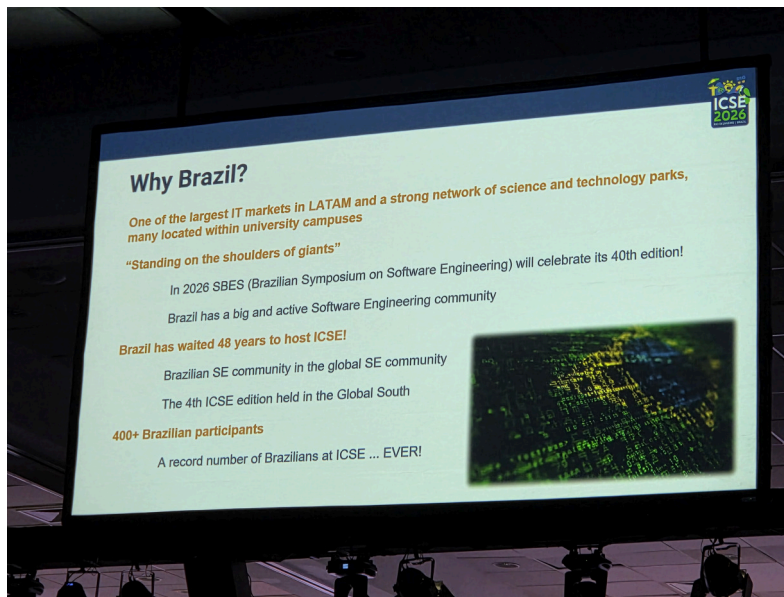 ICSE
2026
Why Brazil?
One of the largest IT markets in LATAM and a strong network of science and technology parks,
many located within university campuses
“Standing on the shoulders of giants”
In 2026 SBES (Brazilian Symposium on Software Engineering) will celebrate its 40th edition!
Brazil has a big and active Software Engineering community
Brazil has waited 48 years to host ICSE!
Brazilian SE community in the global SE community
The 4th ICSE edition held in the Global South
400+ Brazilian participants
A record number of Brazilians at ICSE ... EVER!